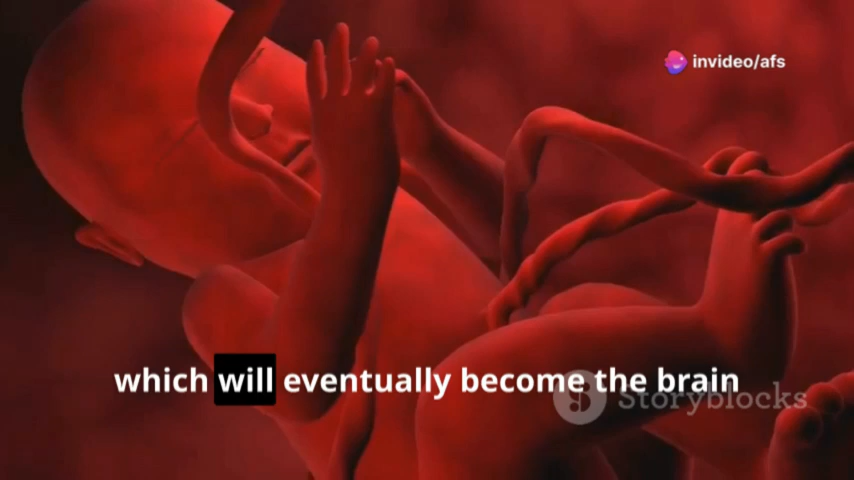 invideo/afs
which will eventually become the brain
Storyblocks